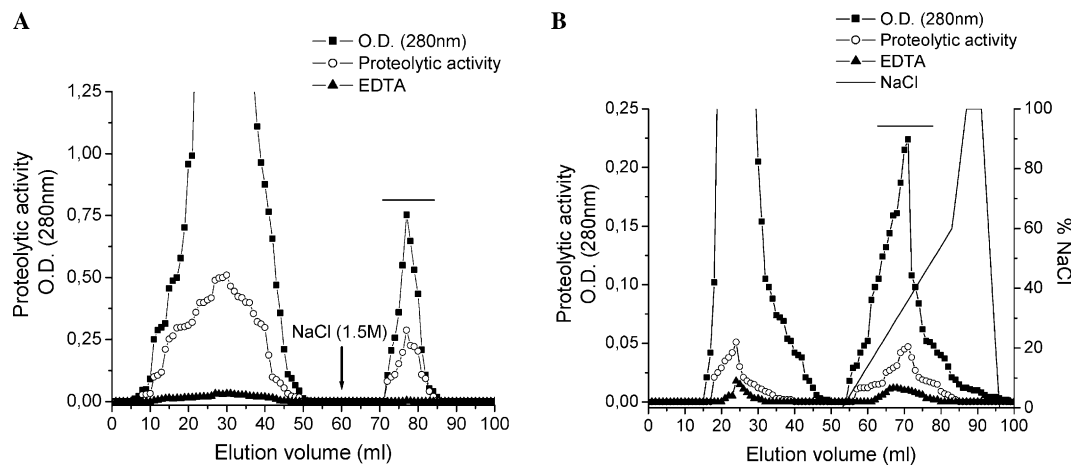 A
O.D. (280nm)
Proteolytic activity
EDTA
1,25
1,00
0,75
0,50
0,25
0,00
Proteolytic activity
O.D. (280nm)
NaCl (1.5M)
0 10 20 30 40 50 60 70 80 90 100
Elution volume (ml)
B
O.D. (280nm)
Proteolytic activity
EDTA
NaCl
0,25
0,20
0,15
0,10
0,05
0,00
Proteolytic activity
O.D. (280nm)
100
80
60
40
20
0
% NaCl
0 10 20 30 40 50 60 70 80 90 100
Elution volume (ml)